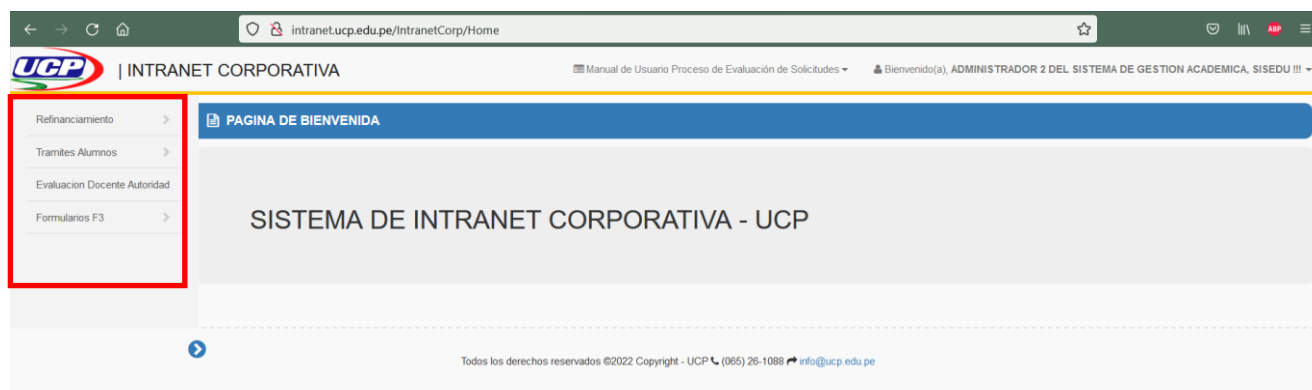 intranet.ucp.edu.pe/IntranetCorp/Home
ABP
UCP | INTRANET CORPORATIVA
Manual de Usuario Proceso de Evaluación de Solicitudes
Bienvenido(a), ADMINISTRADOR 2 DEL SISTEMA DE GESTION ACADEMICA, SISEDU !!!
Refinanciamiento
Tramites Alumnos
Evaluacion Docente Autoridad
Formularios F3
PAGINA DE BIENVENIDA
SISTEMA DE INTRANET CORPORATIVA - UCP
Todos los derechos reservados ©2022 Copyright - UCP (065) 26-1088 info@ucp.edu.pe